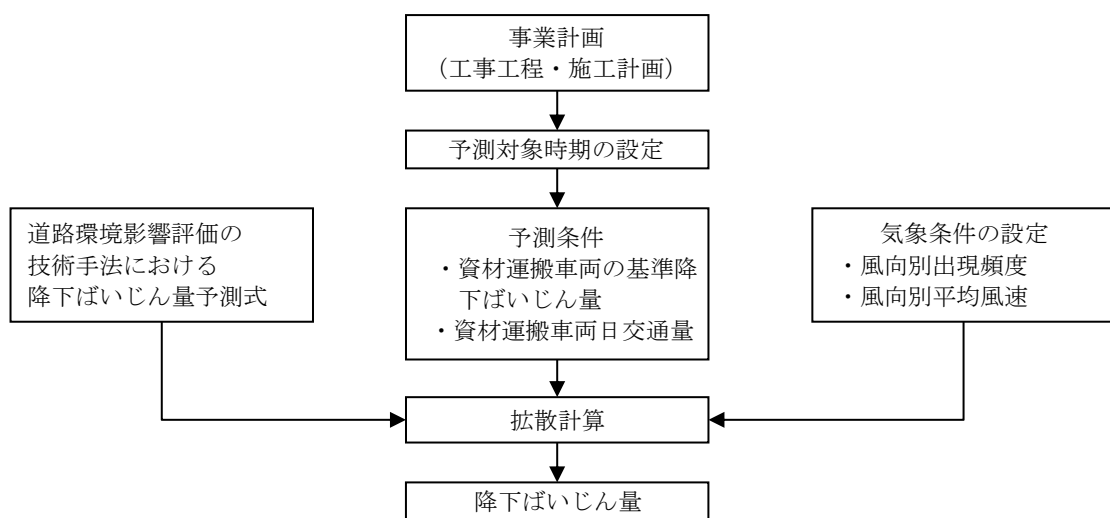 事業計画
（工事工程・施工計画）
予測対象時期の設定
道路環境影響評価の
技術手法における
降下ばいじん量予測式
予測条件
・資材運搬車両の基準降
下ばいじん量
・資材運搬車両日交通量
気象条件の設定
・風向別出現頻度
・風向別平均風速
拡散計算
降下ばいじん量